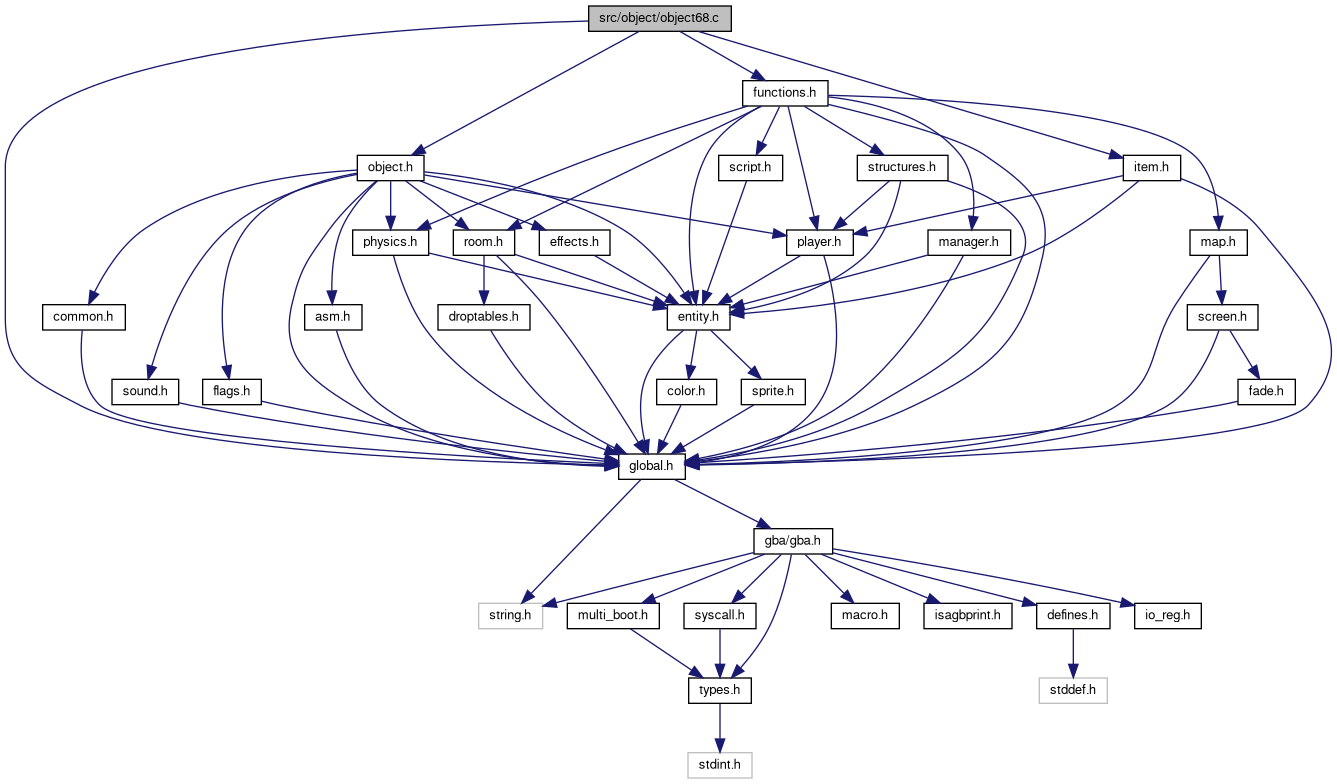 src/object/object68.c
functions.h
object.h
script.h
structures.h
item.h
physics.h
room.h
effects.h
player.h
manager.h
map.h
common.h
asm.h
droptables.h
entity.h
screen.h
sound.h
flags.h
color.h
sprite.h
fade.h
global.h
gba/gba.h
string.h
multi_boot.h
syscall.h
macro.h
isagbprint.h
defines.h
io_reg.h
types.h
stddef.h
stdint.h